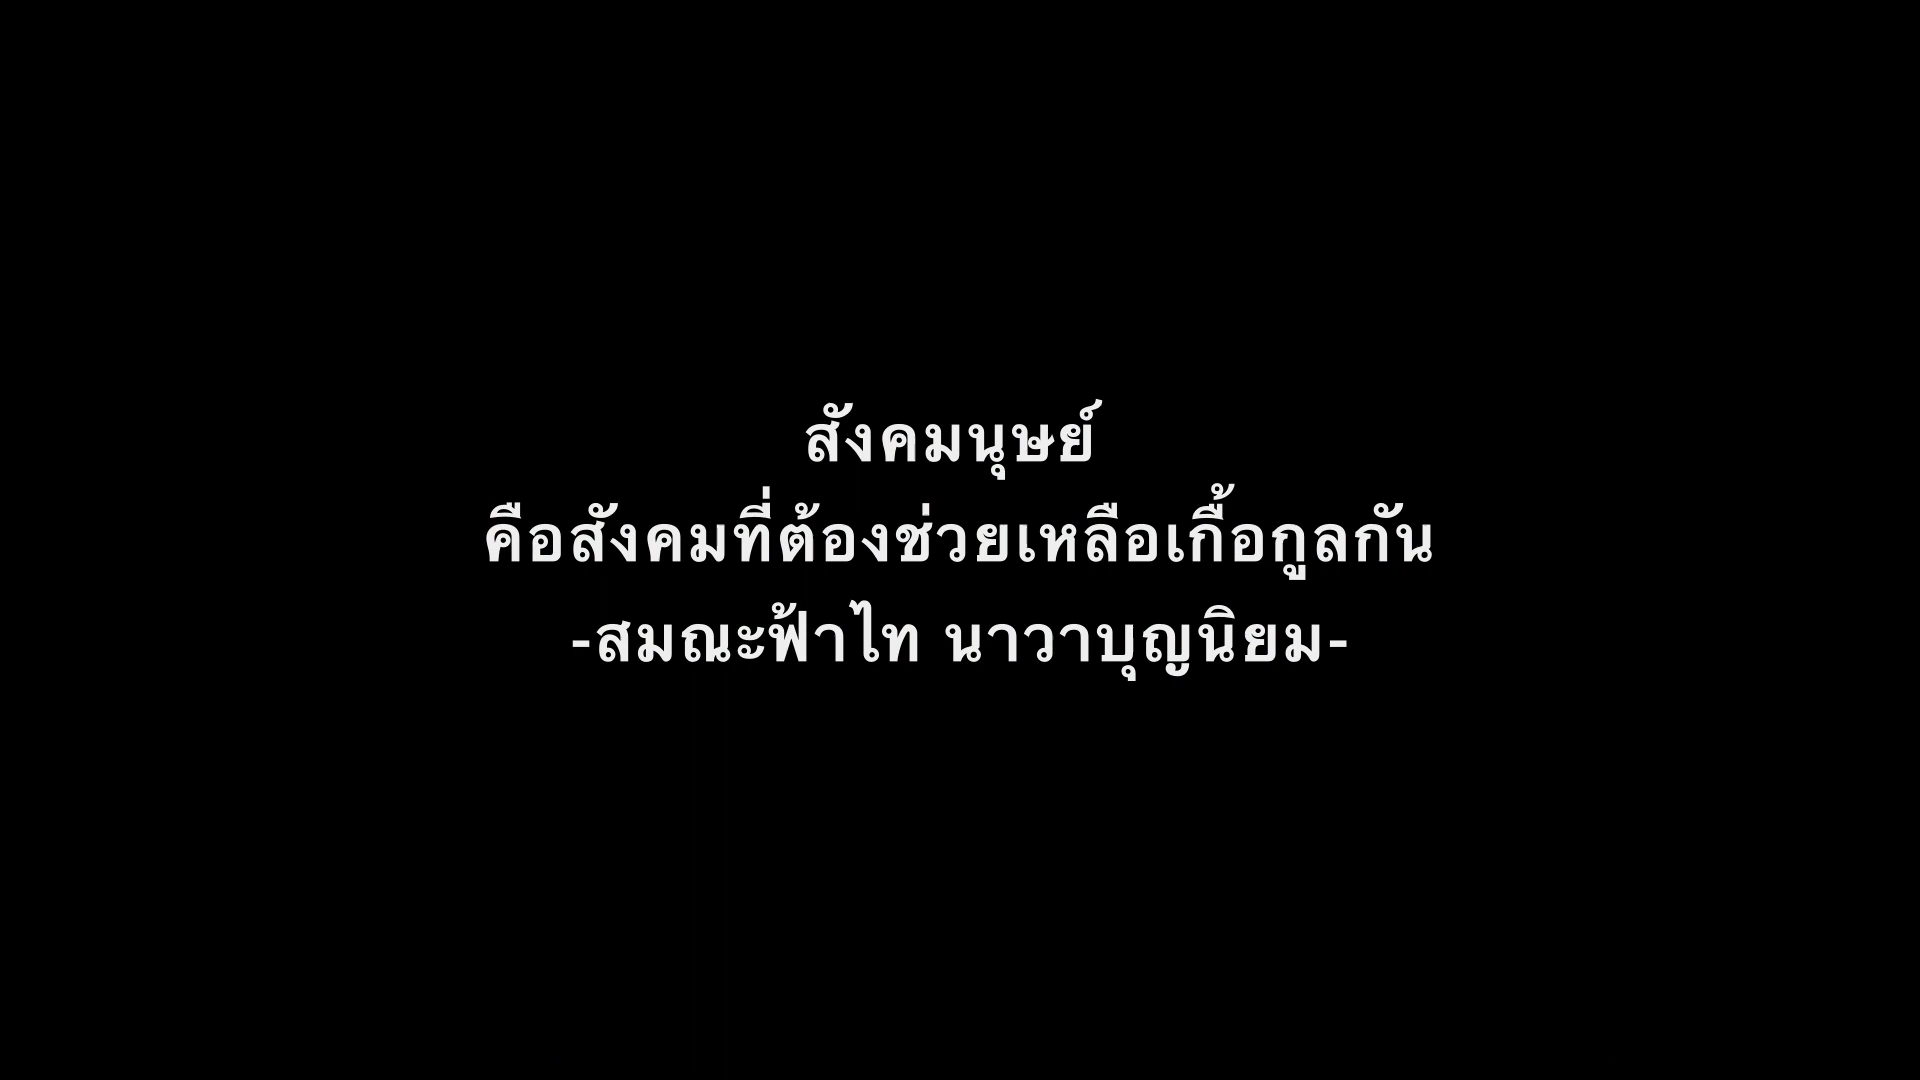 สังคมนุษย์
คือสังคมที่ต้องช่วยเหลือเกื้อกูลกัน
-สมณะฟ้าไท นาวาบุญนิยม-